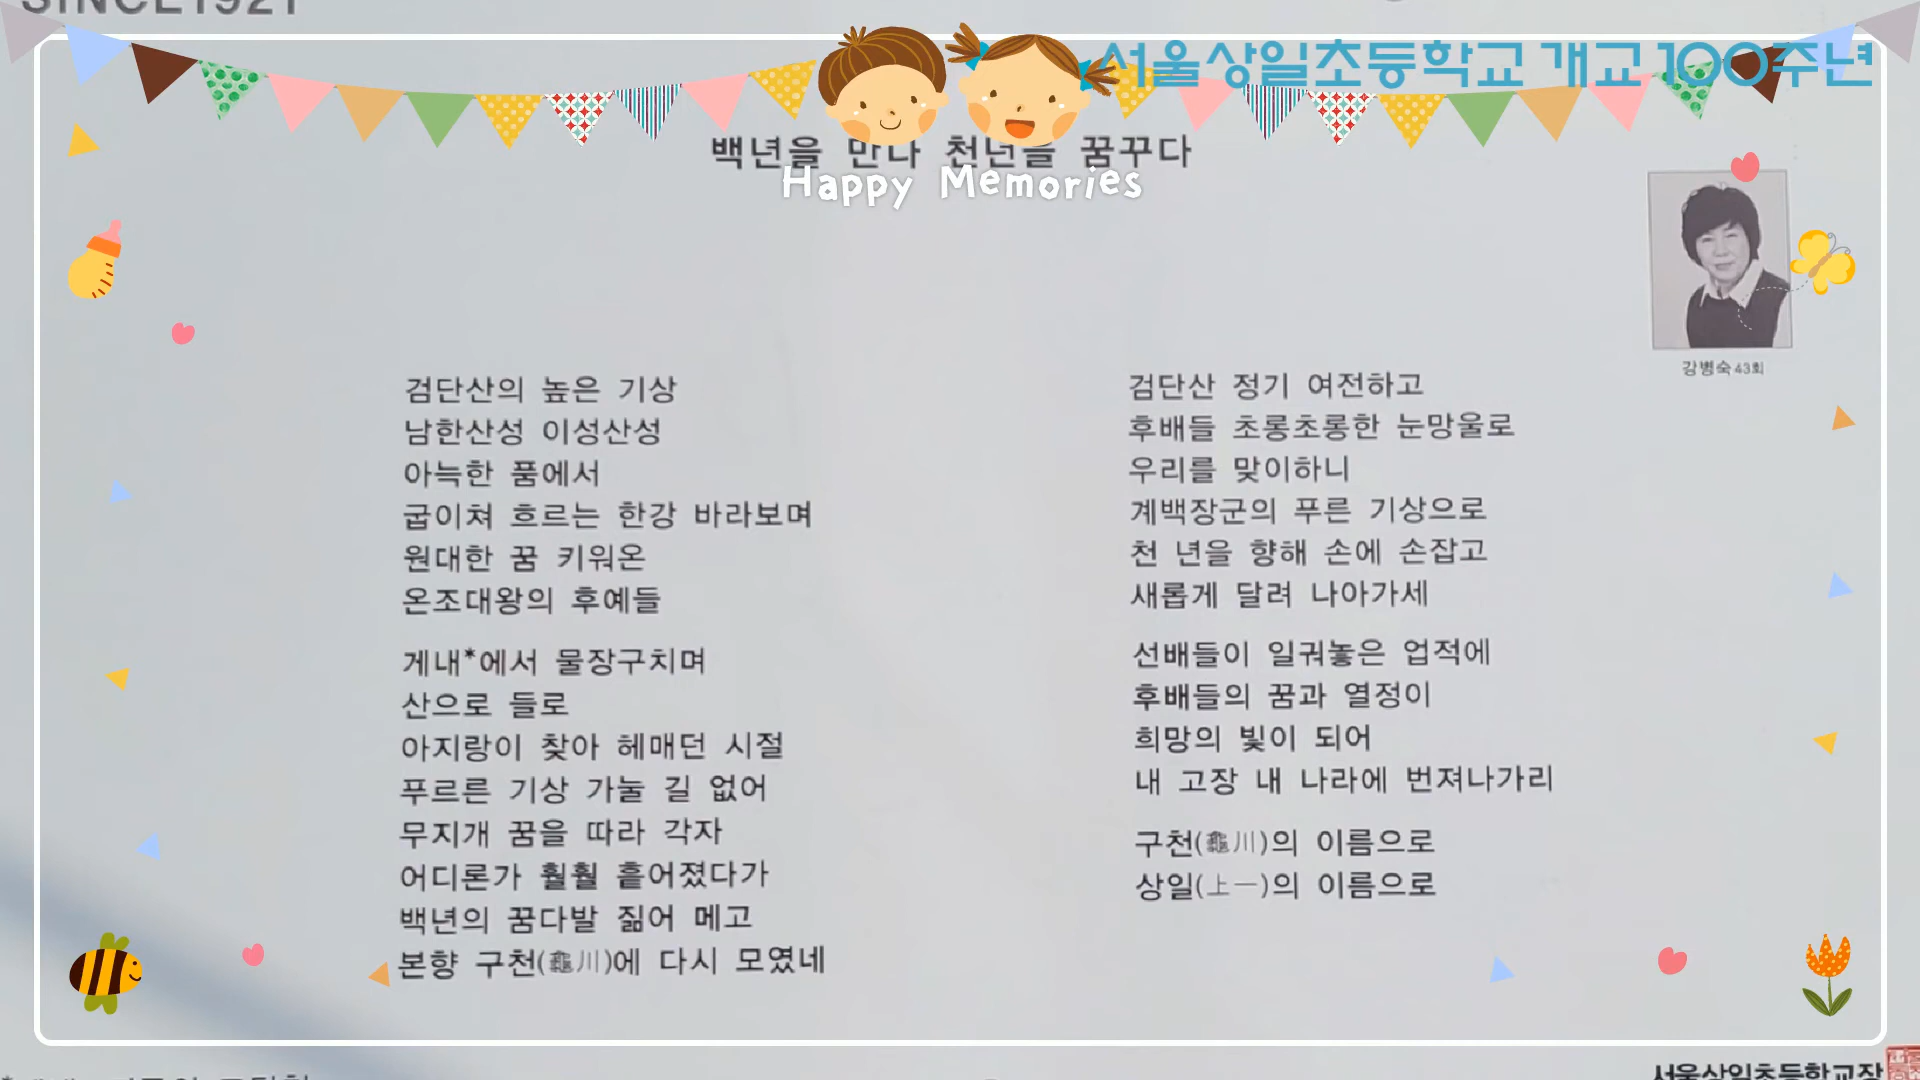 SINCE1921
서울상일초등학교 개교 100주년
백년을 만나 천년을 꿈꾸다
Happy Memories
강병숙 43회
검단산의 높은 기상
남한산성 이성산성
아늑한 품에서
굽이쳐 흐르는 한강 바라보며
원대한 꿈 키워온
온조대왕의 후예들
게내*에서 물장구치며
산으로 들로
아지랑이 찾아 헤매던 시절
푸르른 기상 가눌 길 없어
무지개 꿈을 따라 각자
어디론가 훨훨 흩어졌다가
백년의 꿈다발 짊어 메고
본향 구천(龜川)에 다시 모였네
검단산 정기 여전하고
후배들 초롱초롱한 눈망울로
우리를 맞이하니
계백장군의 푸른 기상으로
천 년을 향해 손에 손잡고
새롭게 달려 나아가세
선배들이 일궈놓은 업적에
후배들의 꿈과 열정이
희망의 빛이 되어
내 고장 내 나라에 번져나가리
구천(龜川)의 이름으로
상일(上一)의 이름으로
서울상일초등학교장